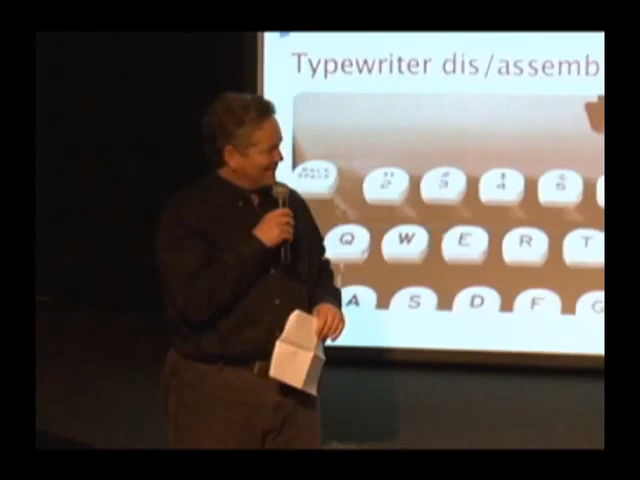 Typewriter dis/assemb
BACK
SPACE
" # $ %
2 3 4 5
Q W E R T
A S D F G